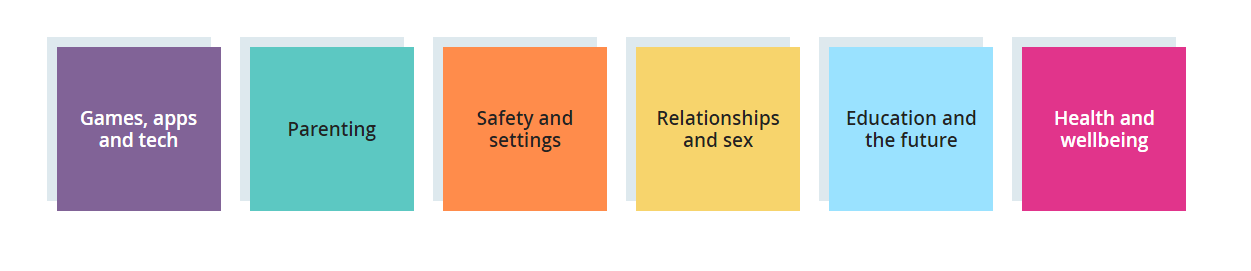 Games, apps
and tech
Parenting
Safety and
settings
Relationships
and sex
Education and
the future
Health and
wellbeing